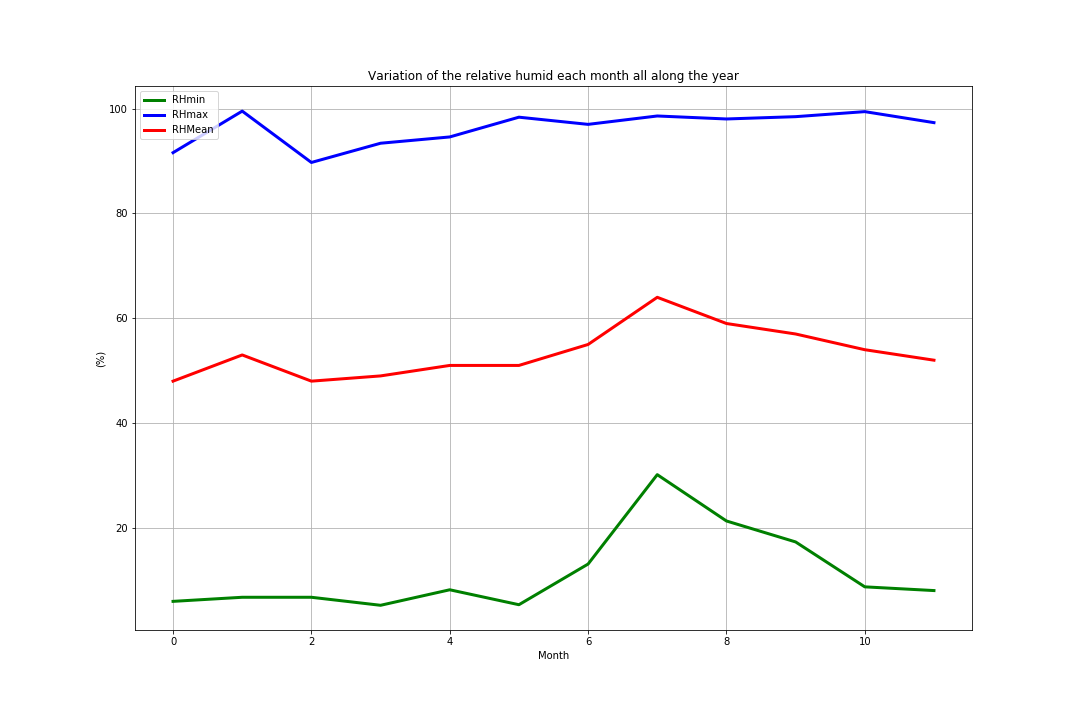 Variation of the relative humid each month all along the year
RHmin
RHmax
RHMean
100
80
60
40
20
(%)
0 2 4 6 8 10
Month